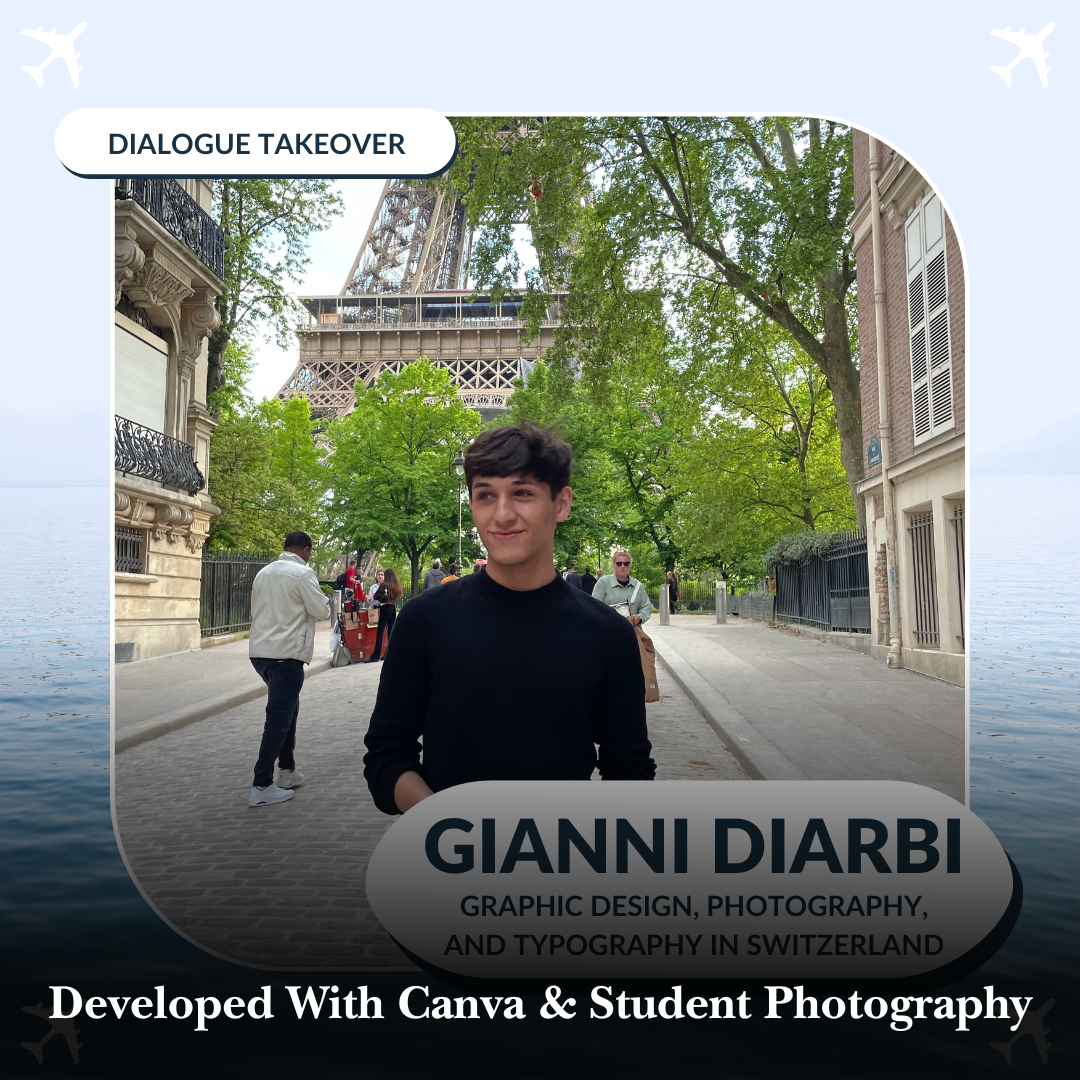 DIALOGUE TAKEOVER
GIANNI DIARBI
GRAPHIC DESIGN, PHOTOGRAPHY,
AND TYPOGRAPHY IN SWITZERLAND
Developed With Canva & Student Photography